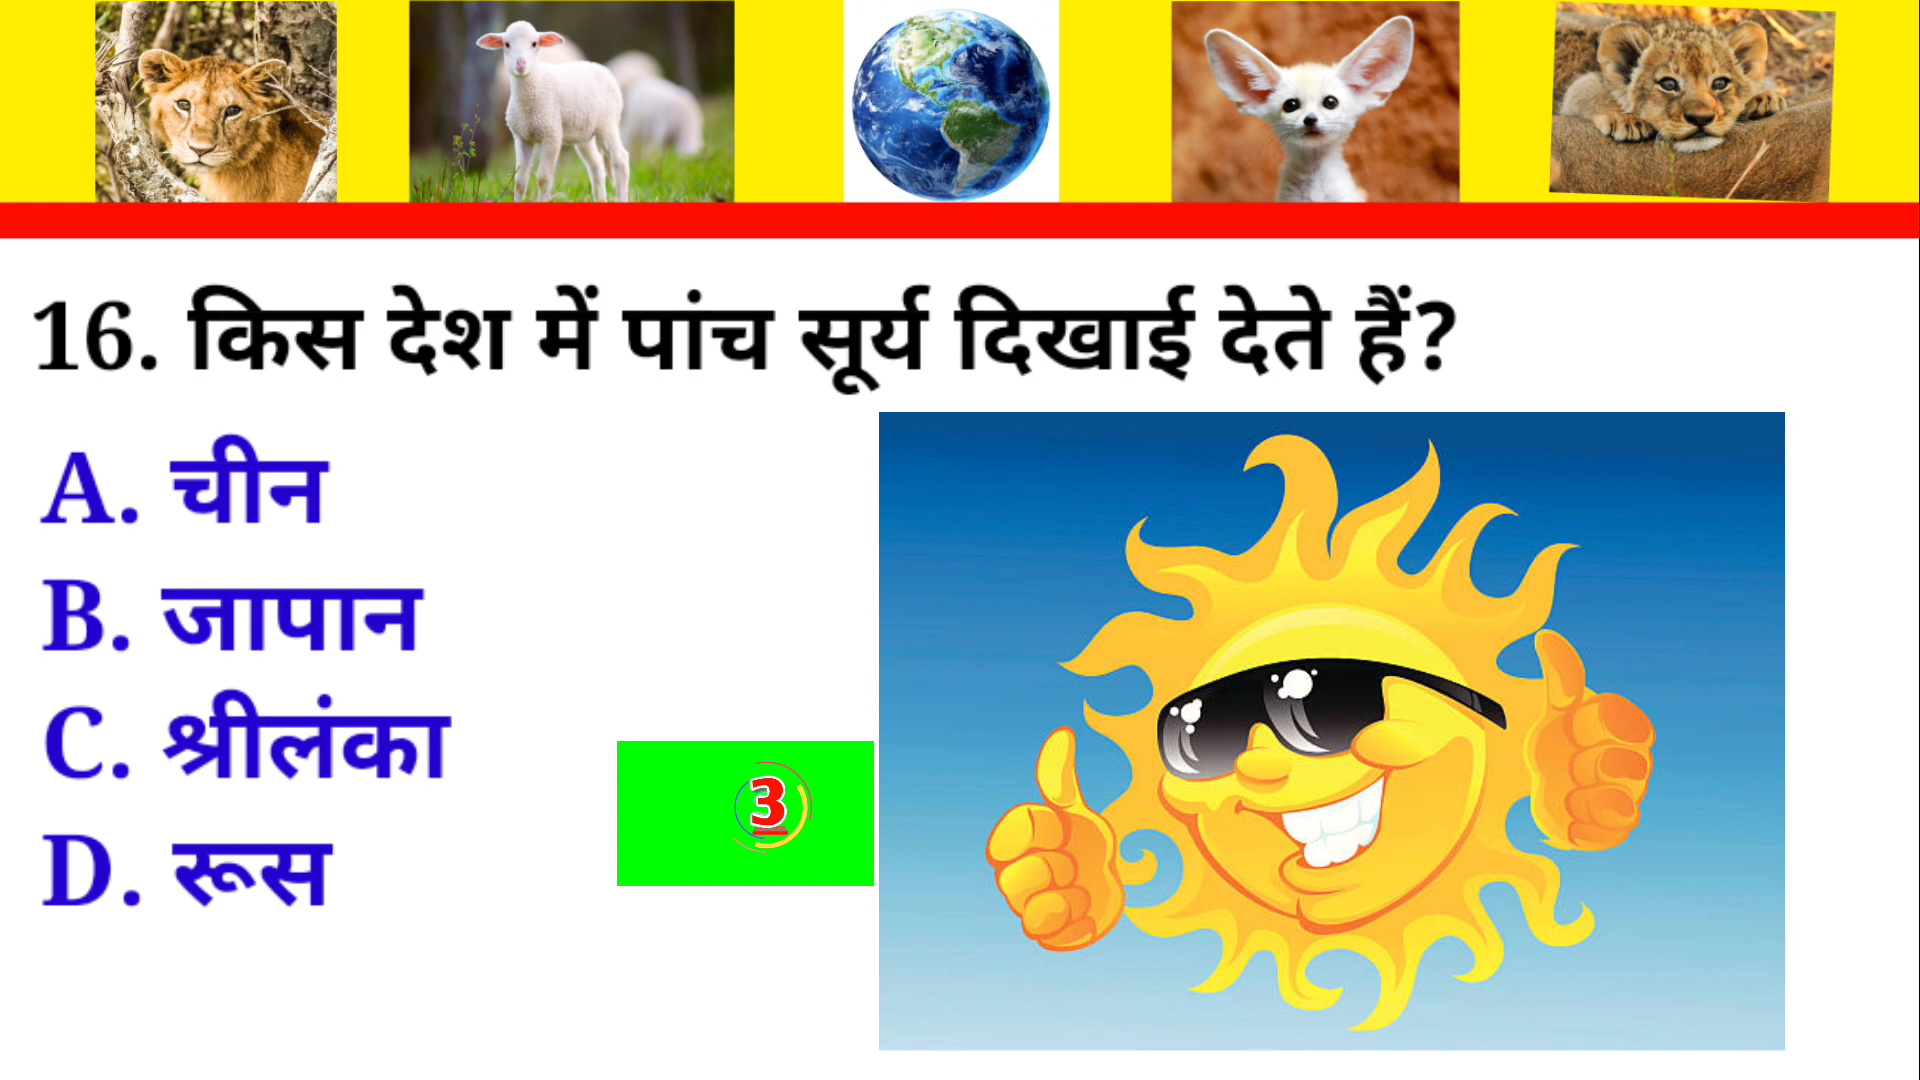 16. किस देश में पांच सूर्य दिखाई देते हैं?
A. चीन
B. जापान
C. श्रीलंका
D. रूस
3